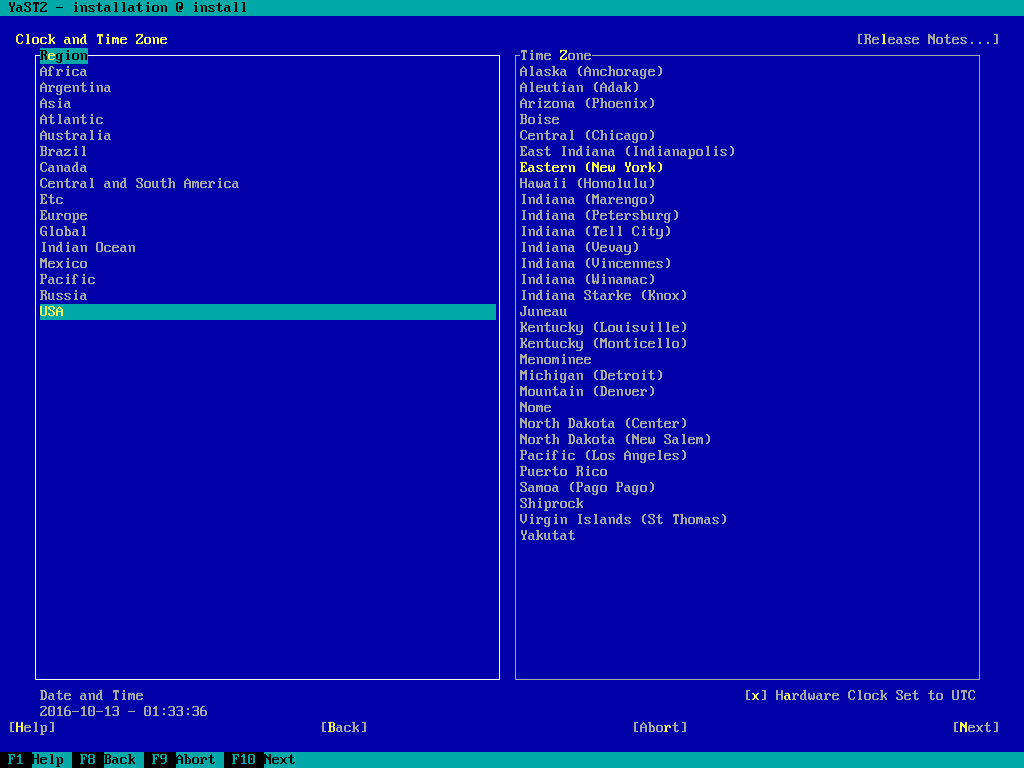 YaST2 - installation @ install
Clock and Time Zone [Release Notes...]
Region
Africa
Argentina
Asia
Atlantic
Australia
Brazil
Canada
Central and South America
Etc
Europe
Global
Indian Ocean
Mexico
Pacific
Russia
USA
Time Zone
Alaska (Anchorage)
Aleutian (Adak)
Arizona (Phoenix)
Boise
Central (Chicago)
East Indiana (Indianapolis)
Eastern (New York)
Hawaii (Honolulu)
Indiana (Marengo)
Indiana (Petersburg)
Indiana (Tell City)
Indiana (Vevay)
Indiana (Vincennes)
Indiana (Winamac)
Indiana Starke (Knox)
Juneau
Kentucky (Louisville)
Kentucky (Monticello)
Menominee
Michigan (Detroit)
Mountain (Denver)
Nome
North Dakota (Center)
North Dakota (New Salem)
Pacific (Los Angeles)
Puerto Rico
Samoa (Pago Pago)
Shiprock
Virgin Islands (St Thomas)
Yakutat
Date and Time [x] Hardware Clock Set to UTC
2016-10-13 - 01:33:36
[Help] [Back] [Abort] [Next]
F1 Help F8 Back F9 Abort F10 Next